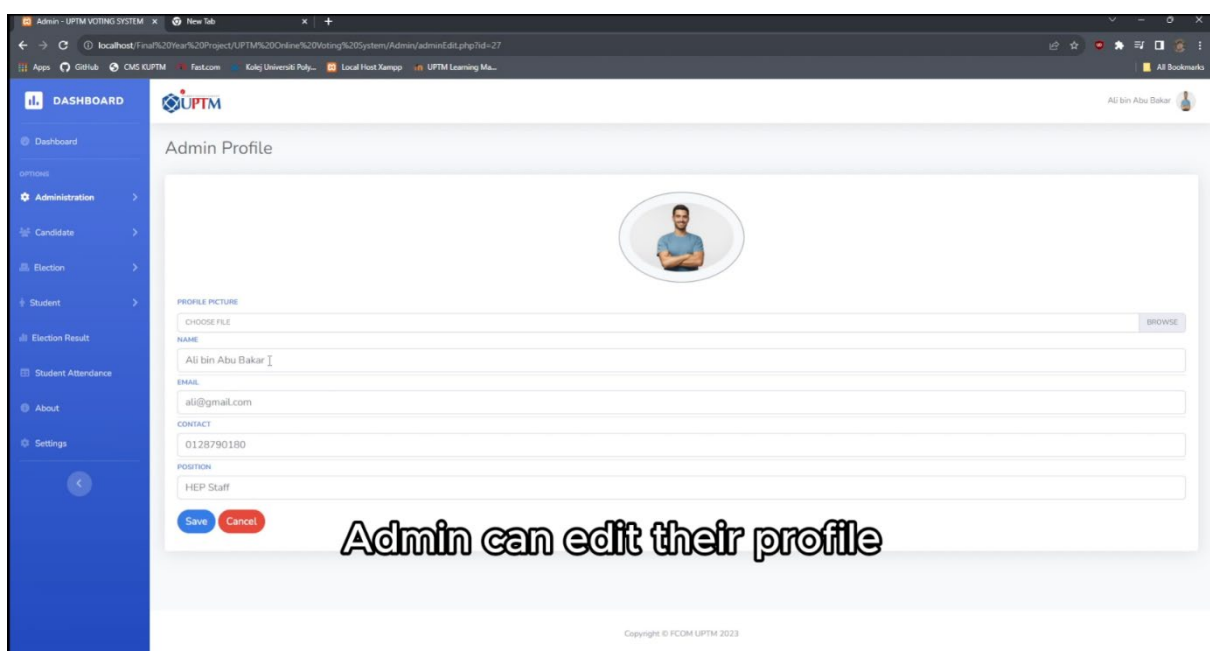 Admin - UPTM VOTING SYSTEM
New Tab
localhost/Final%20Year%20Project/UPTM%20Online%20Voting%20System/Admin/adminEdit.php?id=27
Apps GitHub CMS KUPTM Fast.com Kolej Universiti Poly... Local Host Xampp UPTM Learning Ma... All Bookmarks
DASHBOARD
UPTM
Ali bin Abu Bakar
Dashboard
Admin Profile
OPTIONS
Administration
Candidate
Election
Student
Election Result
Student Attendance
About
Settings
PROFILE PICTURE
CHOOSE FILE BROWSE
NAME
Ali bin Abu Bakar
EMAIL
ali@gmail.com
CONTACT
0128790180
POSITION
HEP Staff
Save Cancel
Admin can edit their profile
Copyright © FCOM UPTM 2023